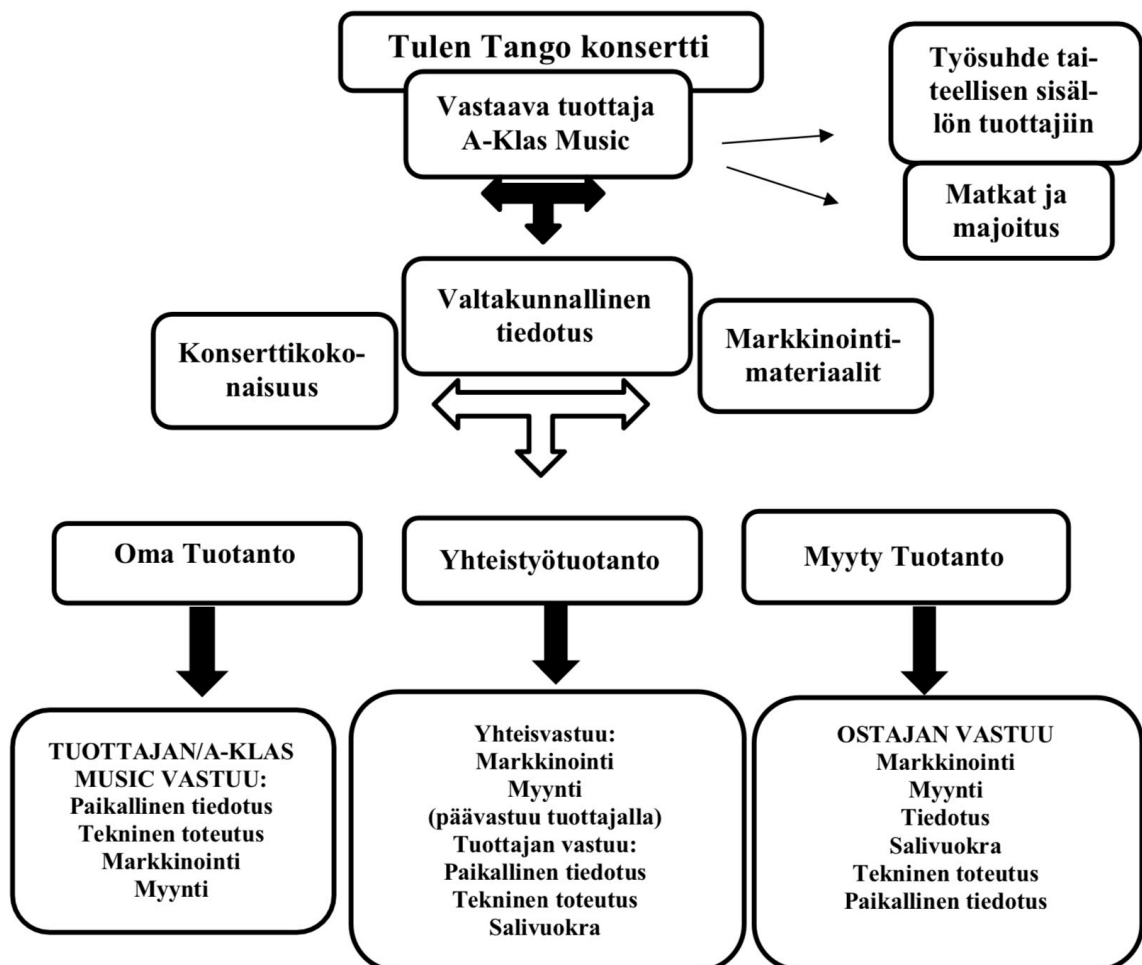 Tulen Tango konsertti
Vastaava tuottaja
A-Klas Music
Työsuhde tai-
teellisen sisäl-
lön tuottajiin
Matkat ja
majoitus
Valtakunnallinen
tiedotus
Konserttikoko-
naisuus
Markkinointi-
materiaalit
Oma Tuotanto
Yhteistyötuotanto
Myyty Tuotanto
TUOTTAJAN/A-KLAS
MUSIC VASTUU:
Paikallinen tiedotus
Tekninen toteutus
Markkinointi
Myynti
Yhteisvastuu:
Markkinointi
Myynti
(päävastuu tuottajalla)
Tuottajan vastuu:
Paikallinen tiedotus
Tekninen toteutus
Salivuokra
OSTAJAN VASTUU
Markkinointi
Myynti
Tiedotus
Salivuokra
Tekninen toteutus
Paikallinen tiedotus